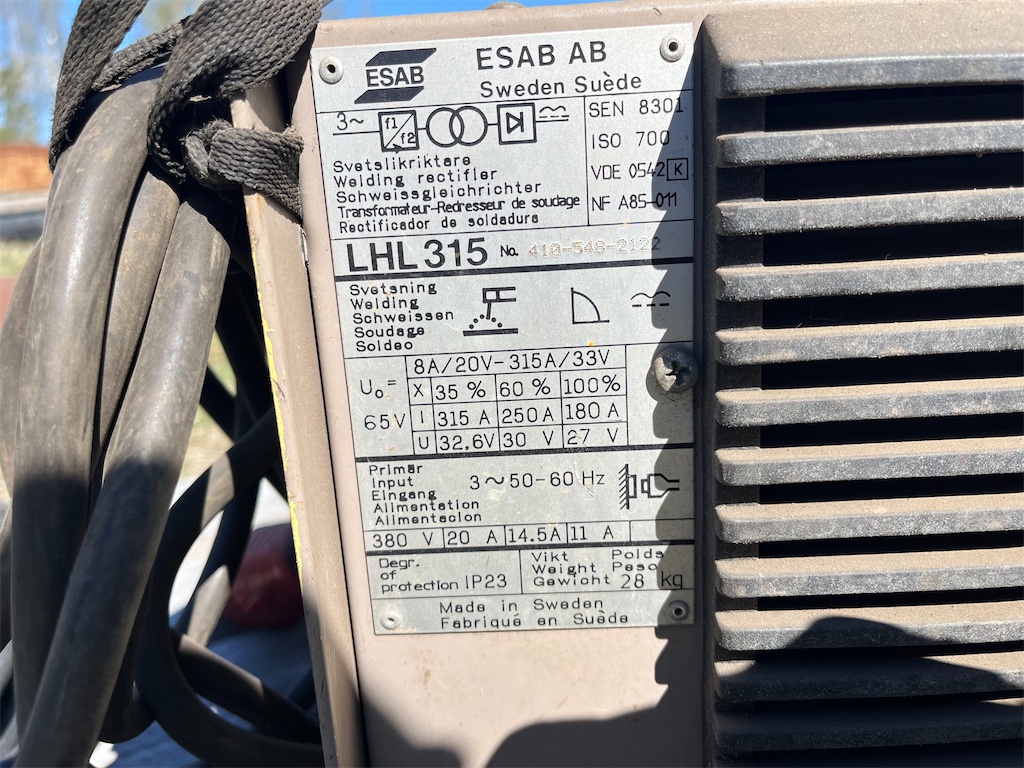 ESAB
ESAB AB
Sweden Suède
3~ f1 f2
SEN 8301
ISO 700
VDE 0542 K
NF A85-011
Svetslikriktare
Welding rectifier
Schweissgleichrichter
Transformateur-Redresseur de soudage
Rectificador de soldadura
LHL 315 No. 410-548-2122
Svetsning
Welding
Schweissen
Soudage
Soldeo
8A/20V-315A/33V
U₀= X 35 % 60 % 100%
65V I 315 A 250A 180 A
U 32.6V 30 V 27 V
Primär
Input
Eingang
Alimentation
Alimentacion
3~50-60 Hz
380 V 20 A 14.5A 11 A
Degr.
of
protection IP23
Vikt Polds
Weight Peso
Gewicht 28 kg
Made in Sweden
Fabriqué en Suède